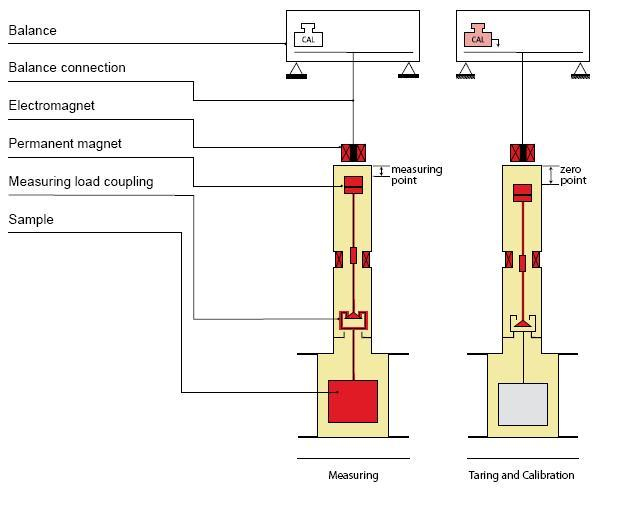 Balance
Balance connection
Electromagnet
Permanent magnet
Measuring load coupling
Sample
CAL
CAL
measuring
point
zero
point
Measuring
Taring and Calibration